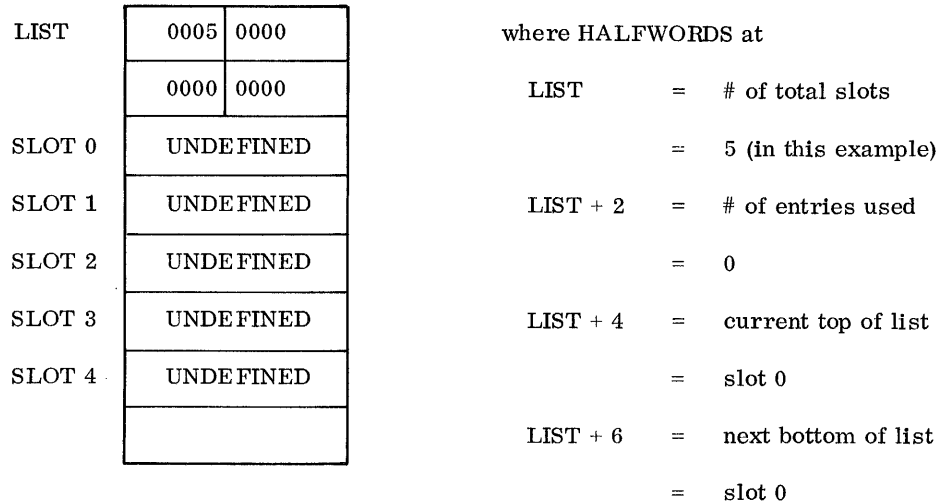 LIST 0005 0000
0000 0000
SLOT 0 UNDEFINED
SLOT 1 UNDEFINED
SLOT 2 UNDEFINED
SLOT 3 UNDEFINED
SLOT 4 UNDEFINED
where HALFWORDS at
LIST = # of total slots
= 5 (in this example)
LIST + 2 = # of entries used
= 0
LIST + 4 = current top of list
= slot 0
LIST + 6 = next bottom of list
= slot 0